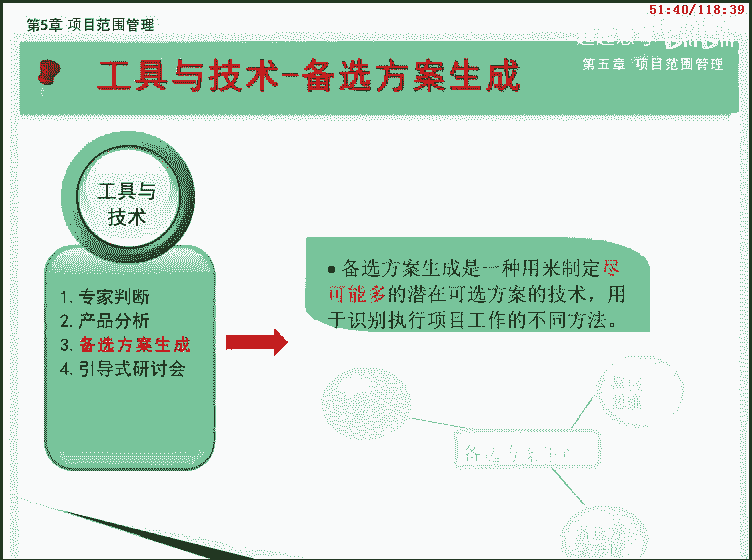 51:40/118:39
第5章 项目范围管理
工具与技术-备选方案生成
第五章 项目范围管理
工具与
技术
1. 专家判断
2. 产品分析
3. 备选方案生成
4. 引导式研讨会
● 备选方案生成是一种用来制定尽
可能多的潜在可选方案的技术，用
于识别执行项目工作的不同方法。
备选方案